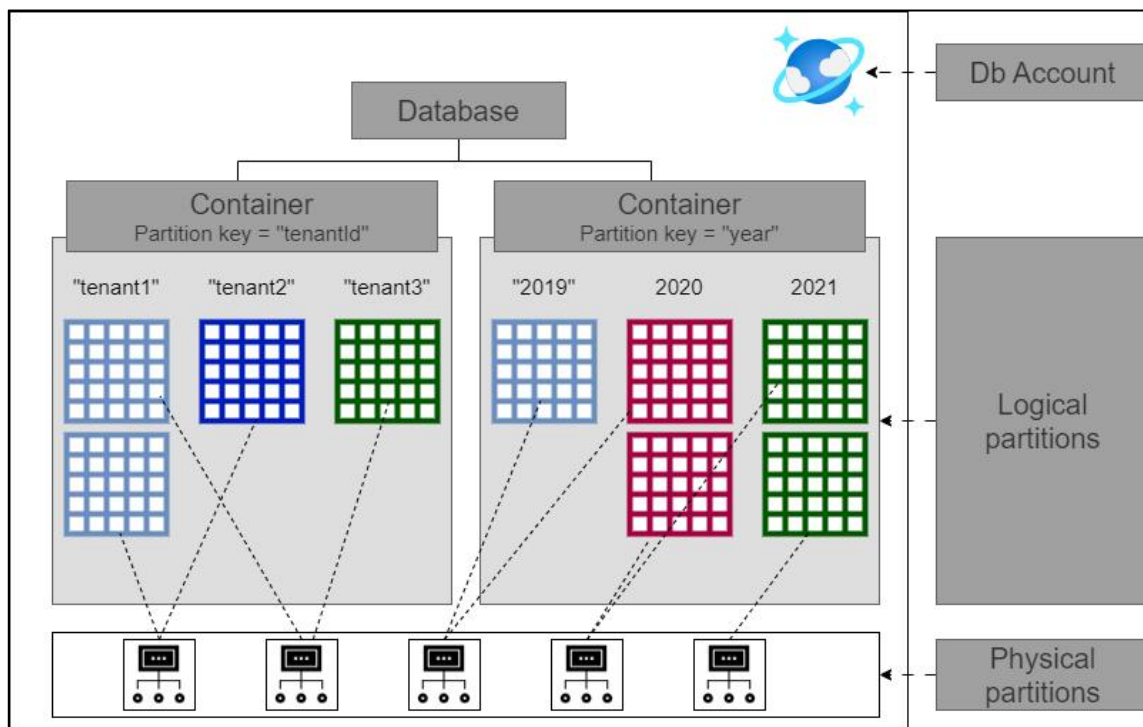 Db Account
Database
Container
Partition key = "tenantId"
Container
Partition key = "year"
"tenant1"
"tenant2"
"tenant3"
"2019"
2020
2021
Logical
partitions
Physical
partitions